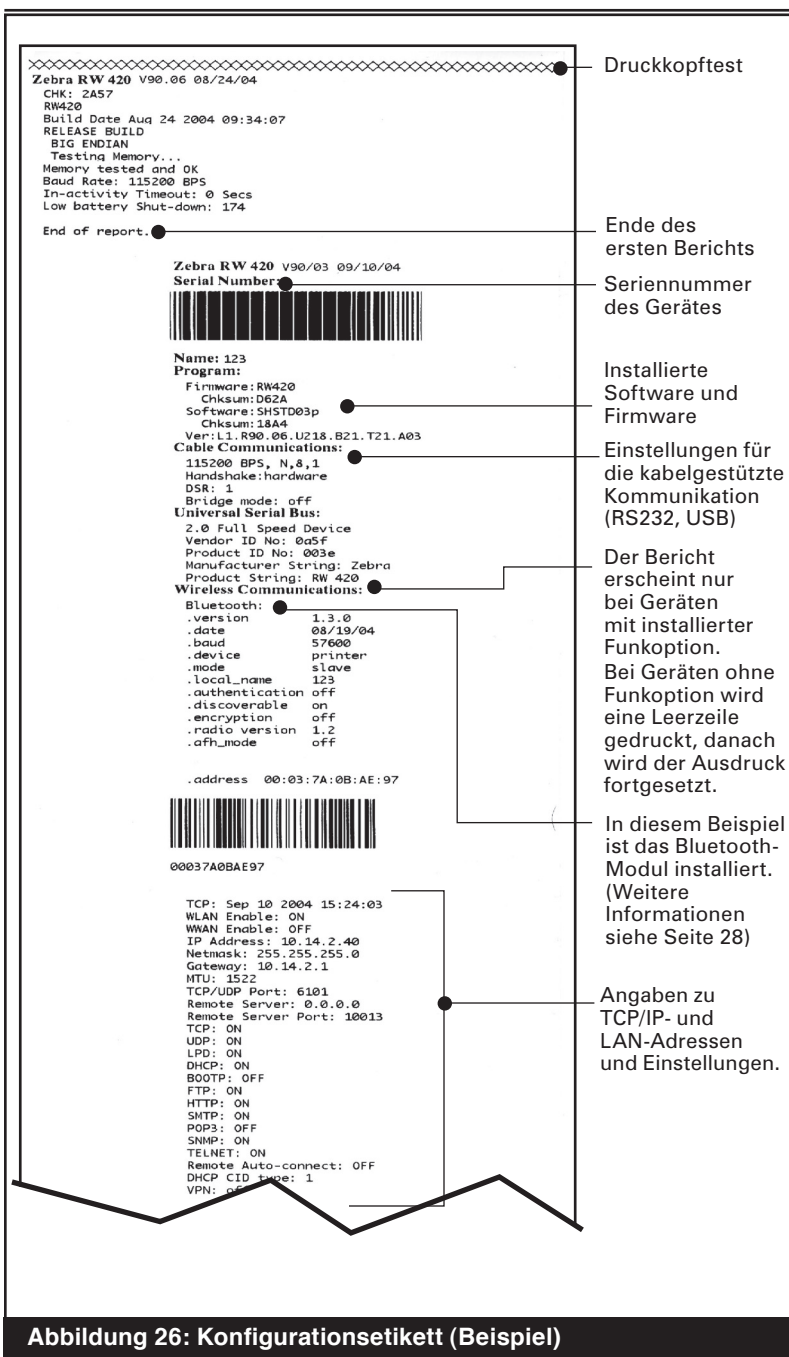 Druckkopftest
Zebra RW 420 V90.06 08/24/04
CHK: 2A57
RW420
Build Date Aug 24 2004 09:34:07
RELEASE BUILD
BIG ENDIAN
Testing Memory...
Memory tested and OK
Baud Rate: 115200 BPS
In-activity Timeout: 0 Secs
Low battery Shut-down: 174
End of report.
Ende des
ersten Berichts
Zebra RW 420 V90/03 09/10/04
Serial Number:
Seriennummer
des Gerätes
Name: 123
Program:
Firmware:RW420
Chksum:D62A
Software:SHSTD03p
Chksum:18A4
Ver:L1.R90.06.U218.B21.T21.A03
Installierte
Software und
Firmware
Cable Communications:
115200 BPS, N,8,1
Handshake:hardware
DSR: 1
Bridge mode: off
Universal Serial Bus:
2.0 Full Speed Device
Vendor ID No: 0a5f
Product ID No: 003e
Manufacturer String: Zebra
Product String: RW 420
Einstellungen für
die kabelgestützte
Kommunikation
(RS232, USB)
Wireless Communications:
Bluetooth:
.version 1.3.0
.date 08/19/04
.baud 57600
.device printer
.mode slave
.local_name 123
.authentication off
.discoverable on
.encryption off
.radio version 1.2
.afh_mode off
.address 00:03:7A:0B:AE:97
00037A0BAE97
Der Bericht
erscheint nur
bei Geräten
mit installierter
Funkoption.
Bei Geräten ohne
Funkoption wird
eine Leerzeile
gedruckt, danach
wird der Ausdruck
fortgesetzt.
In diesem Beispiel
ist das Bluetooth-
Modul installiert.
(Weitere
Informationen
siehe Seite 28)
TCP: Sep 10 2004 15:24:03
WLAN Enable: ON
WWAN Enable: OFF
IP Address: 10.14.2.40
Netmask: 255.255.255.0
Gateway: 10.14.2.1
MTU: 1522
TCP/UDP Port: 6101
Remote Server: 0.0.0.0
Remote Server Port: 10013
TCP: ON
UDP: ON
LPD: ON
DHCP: ON
BOOTP: OFF
FTP: ON
HTTP: ON
SMTP: ON
POP3: OFF
SNMP: ON
TELNET: ON
Remote Auto-connect: OFF
DHCP CID type: 1
VPN:
Angaben zu
TCP/IP- und
LAN-Adressen
und Einstellungen.
Abbildung 26: Konfigurationsetikett (Beispiel)